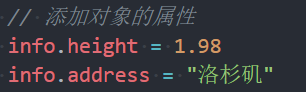 // 添加对象的属性
info.height = 1.98
info.address = "洛杉矶"